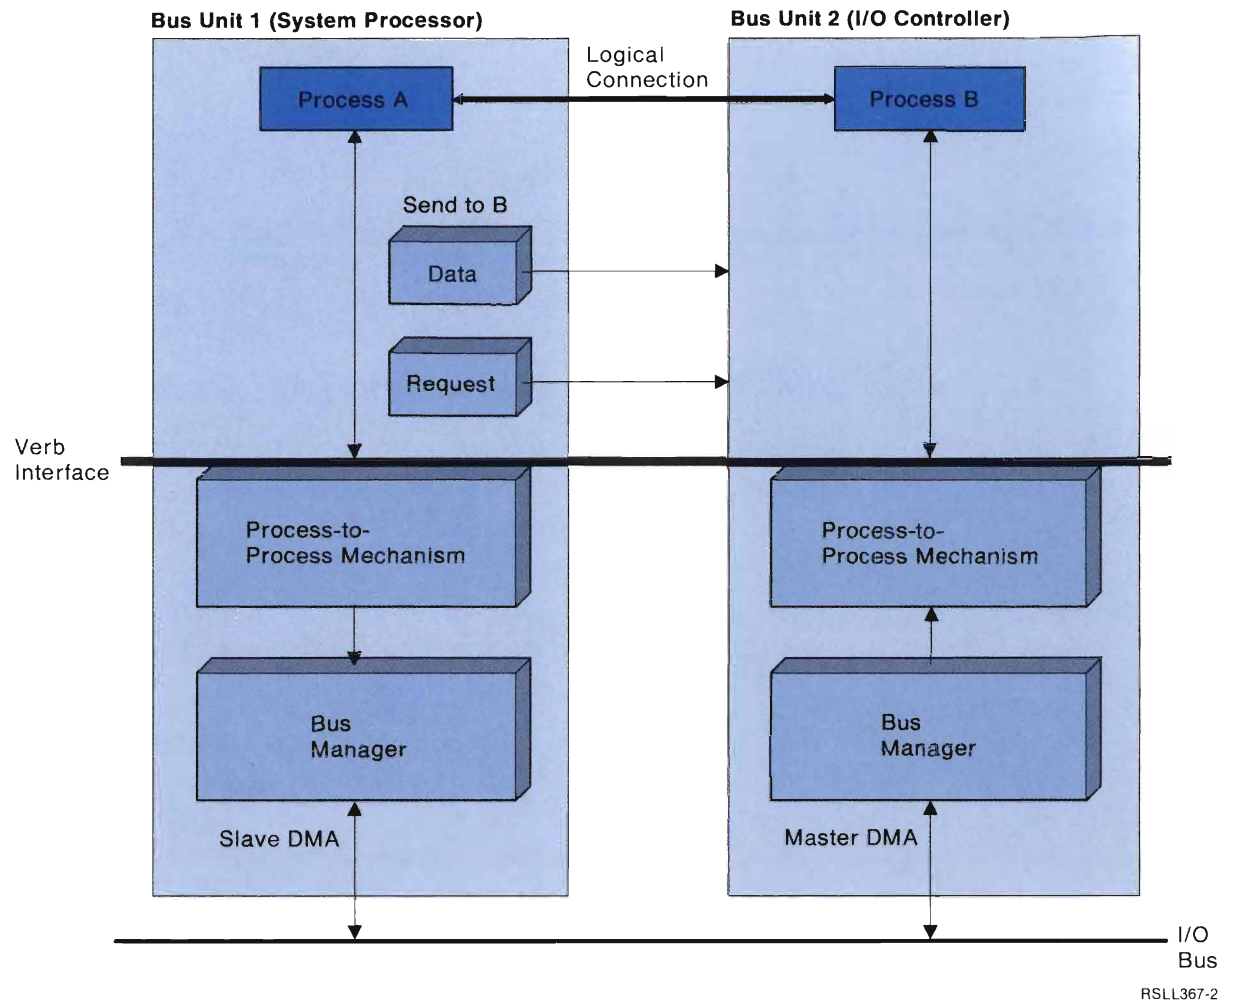 Bus Unit 1 (System Processor)
Bus Unit 2 (I/O Controller)
Logical
Connection
Process A
Process B
Send to B
Data
Request
Verb
Interface
Process-to-
Process Mechanism
Process-to-
Process Mechanism
Bus
Manager
Bus
Manager
Slave DMA
Master DMA
I/O
Bus
RSLL367-2